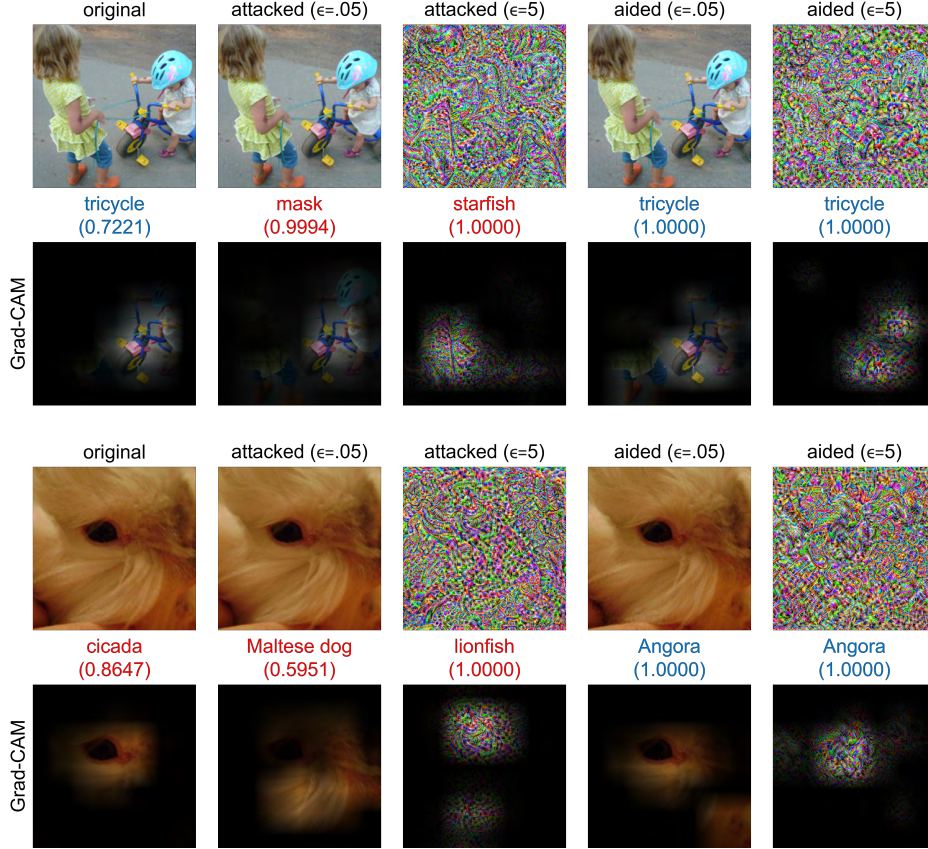 original attacked (ϵ=.05) attacked (ϵ=5) aided (ϵ=.05) aided (ϵ=5)
tricycle mask starfish tricycle tricycle
(0.7221) (0.9994) (1.0000) (1.0000) (1.0000)
Grad-CAM
original attacked (ϵ=.05) attacked (ϵ=5) aided (ϵ=.05) aided (ϵ=5)
cicada Maltese dog lionfish Angora Angora
(0.8647) (0.5951) (1.0000) (1.0000) (1.0000)
Grad-CAM